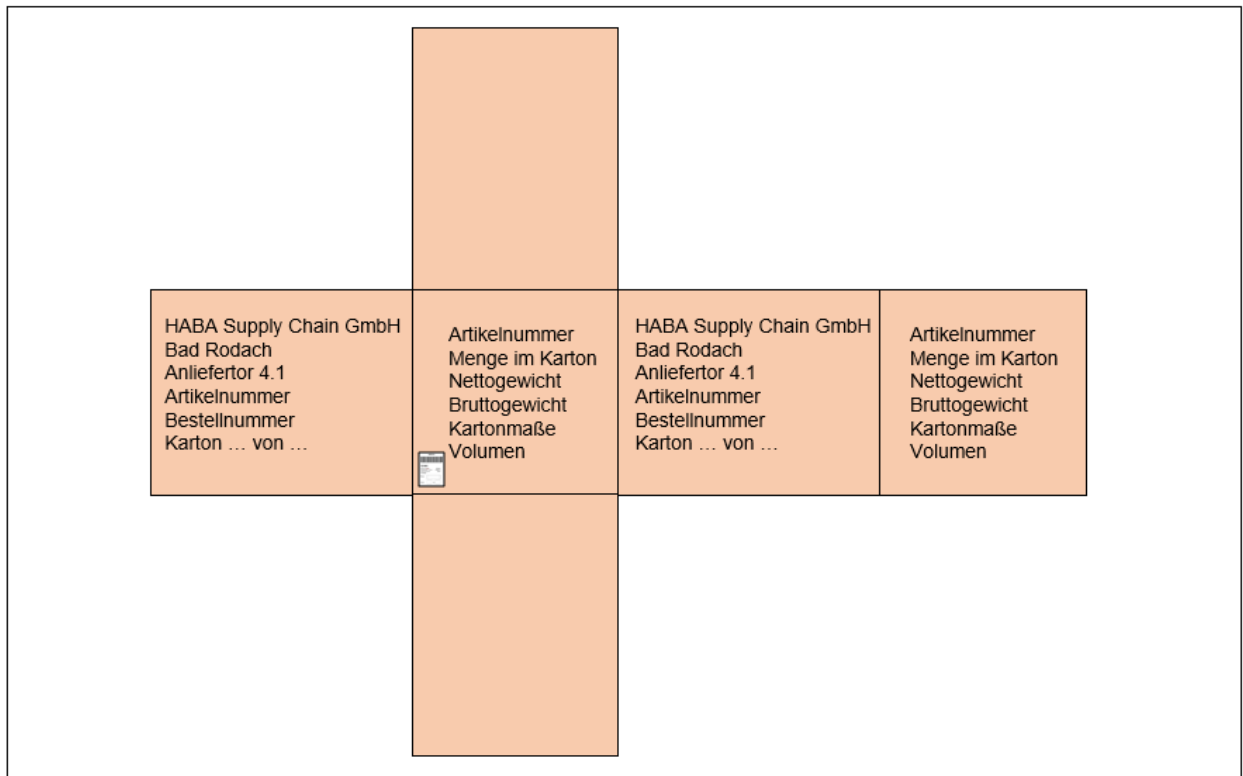 HABA Supply Chain GmbH
Bad Rodach
Anliefertor 4.1
Artikelnummer
Bestellnummer
Karton ... von ...
Artikelnummer
Menge im Karton
Nettogewicht
Bruttogewicht
Kartonmaße
Volumen
HABA Supply Chain GmbH
Bad Rodach
Anliefertor 4.1
Artikelnummer
Bestellnummer
Karton ... von ...
Artikelnummer
Menge im Karton
Nettogewicht
Bruttogewicht
Kartonmaße
Volumen